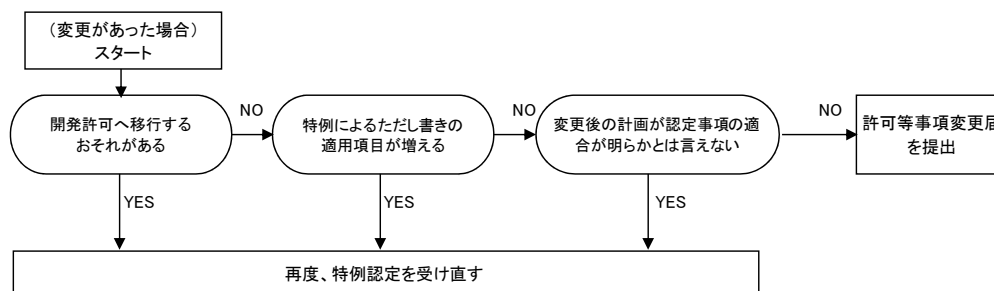 （変更があった場合）
スタート
開発許可へ移行する
おそれがある
NO
特例によるただし書きの
適用項目が増える
NO
変更後の計画が認定事項の適
合が明らかとは言えない
NO
許可等事項変更届
を提出
YES
YES
YES
再度、特例認定を受け直す